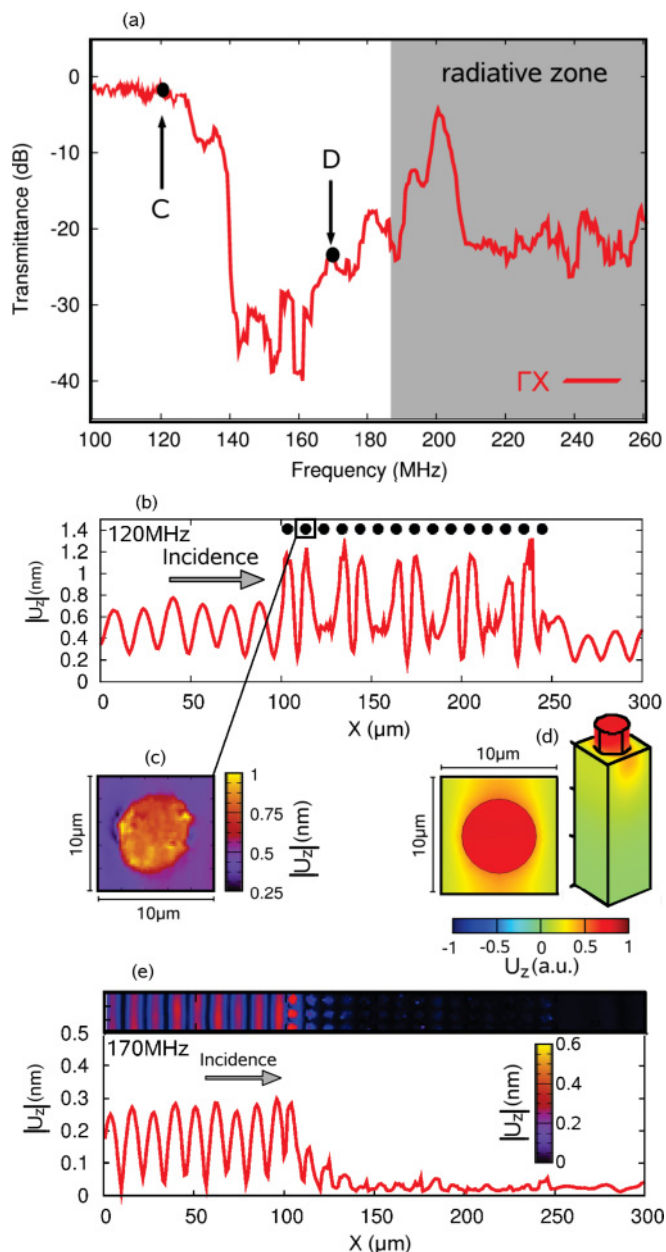 (a)
radiative zone
C
D
ΓX
Transmittance (dB)
0
-10
-20
-30
-40
100 120 140 160 180 200 220 240 260
Frequency (MHz)
(b)
120MHz
Incidence
|Uz|(nm)
1.4
1.2
1
0.8
0.6
0.4
0.2
0
0 50 100 150 200 250 300
X (μm)
(c)
10μm
10μm
1
0.75
0.5
0.25
|Uz|(nm)
(d)
10μm
10μm
-1 -0.5 0 0.5 1
Uz(a.u.)
(e)
170MHz
Incidence
|Uz|(nm)
0.5
0.4
0.3
0.2
0.1
0
|Uz|(nm)
0.6
0.4
0.2
0
0 50 100 150 200 250 300
X (μm)